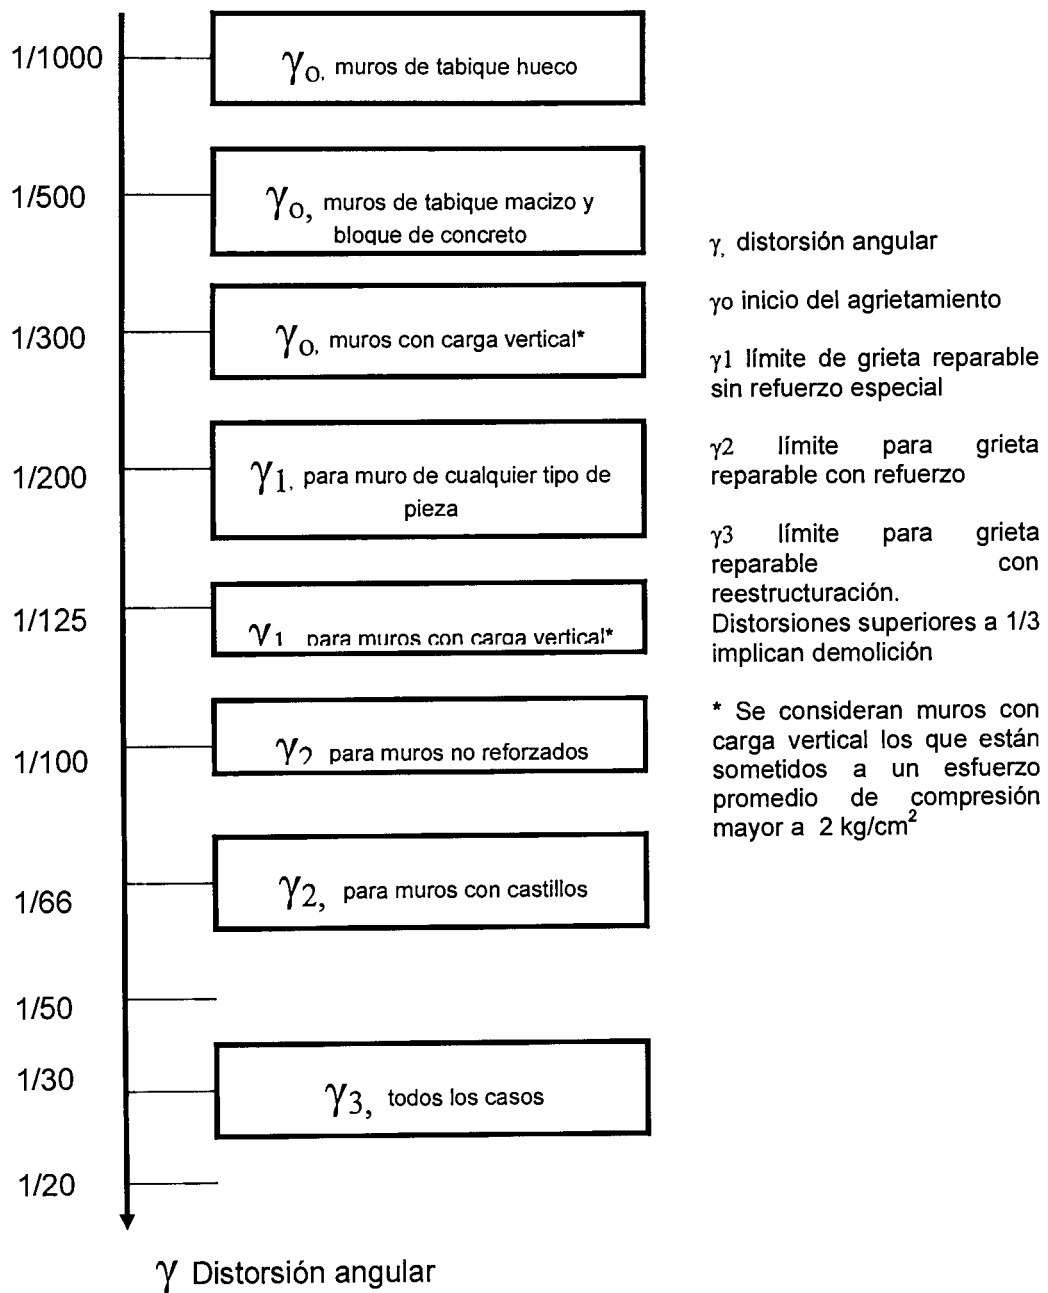 1/1000
γo, muros de tabique hueco
1/500
γo, muros de tabique macizo y
bloque de concreto
1/300
γo, muros con carga vertical*
1/200
γ1, para muro de cualquier tipo de
pieza
1/125
γ1 para muros con carga vertical*
1/100
γ2 para muros no reforzados
1/66
γ2, para muros con castillos
1/50
1/30
γ3, todos los casos
1/20
γ Distorsión angular
γ, distorsión angular
γo inicio del agrietamiento
γ1 límite de grieta reparable
sin refuerzo especial
γ2 límite para grieta
reparable con refuerzo
γ3 límite para grieta
reparable con
reestructuración.
Distorsiones superiores a 1/3
implican demolición
* Se consideran muros con
carga vertical los que están
sometidos a un esfuerzo
promedio de compresión
mayor a 2 kg/cm²